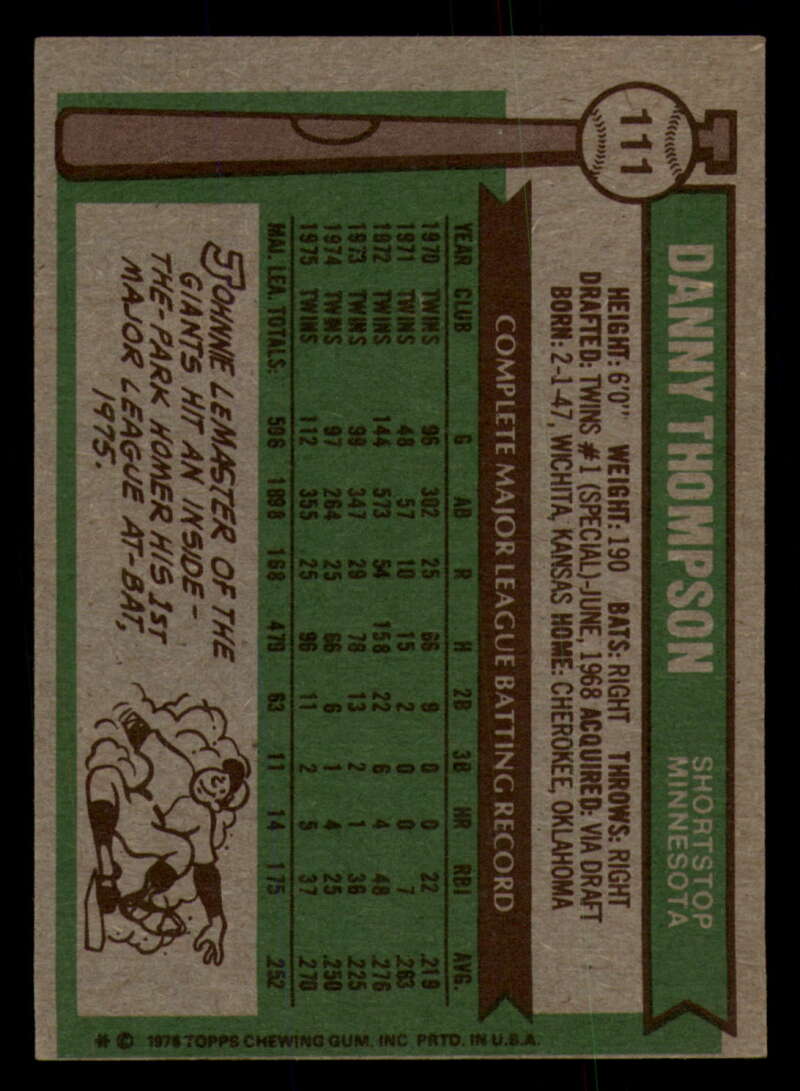 111
DANNY THOMPSON
SHORTSTOP
MINNESOTA
HEIGHT: 6'0" WEIGHT: 190 BATS: RIGHT THROWS: RIGHT
DRAFTED: TWINS #1 (SPECIAL)-JUNE, 1968 ACQUIRED: VIA DRAFT
BORN: 2-1-47, WICHITA, KANSAS HOME: CHEROKEE, OKLAHOMA
COMPLETE MAJOR LEAGUE BATTING RECORD
YEAR CLUB G AB R H 2B 3B HR RBI AVG.
1970 TWINS 96 302 25 66 9 0 0 22 .219
1971 TWINS 48 57 10 15 2 0 0 7 .263
1972 TWINS 144 573 54 158 22 6 4 48 .276
1973 TWINS 99 347 29 78 13 2 1 36 .225
1974 TWINS 97 264 25 66 6 1 4 25 .250
1975 TWINS 112 355 25 96 11 2 5 37 .270
MAJ. LEA. TOTALS: 596 1898 168 479 63 11 14 175 .252
JOHNNIE LEMASTER OF THE
GIANTS HIT AN INSIDE-
THE-PARK HOMER HIS 1ST
MAJOR LEAGUE AT-BAT,
1975.
* © 1976 TOPPS CHEWING GUM, INC. PRTD. IN U.S.A.